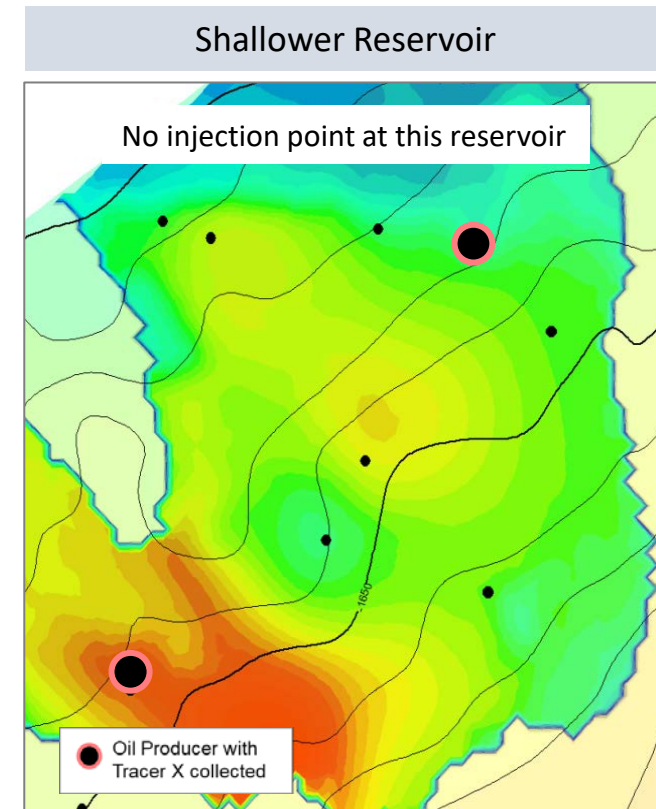 Shallower Reservoir
No injection point at this reservoir
-1650
Oil Producer with
Tracer X collected